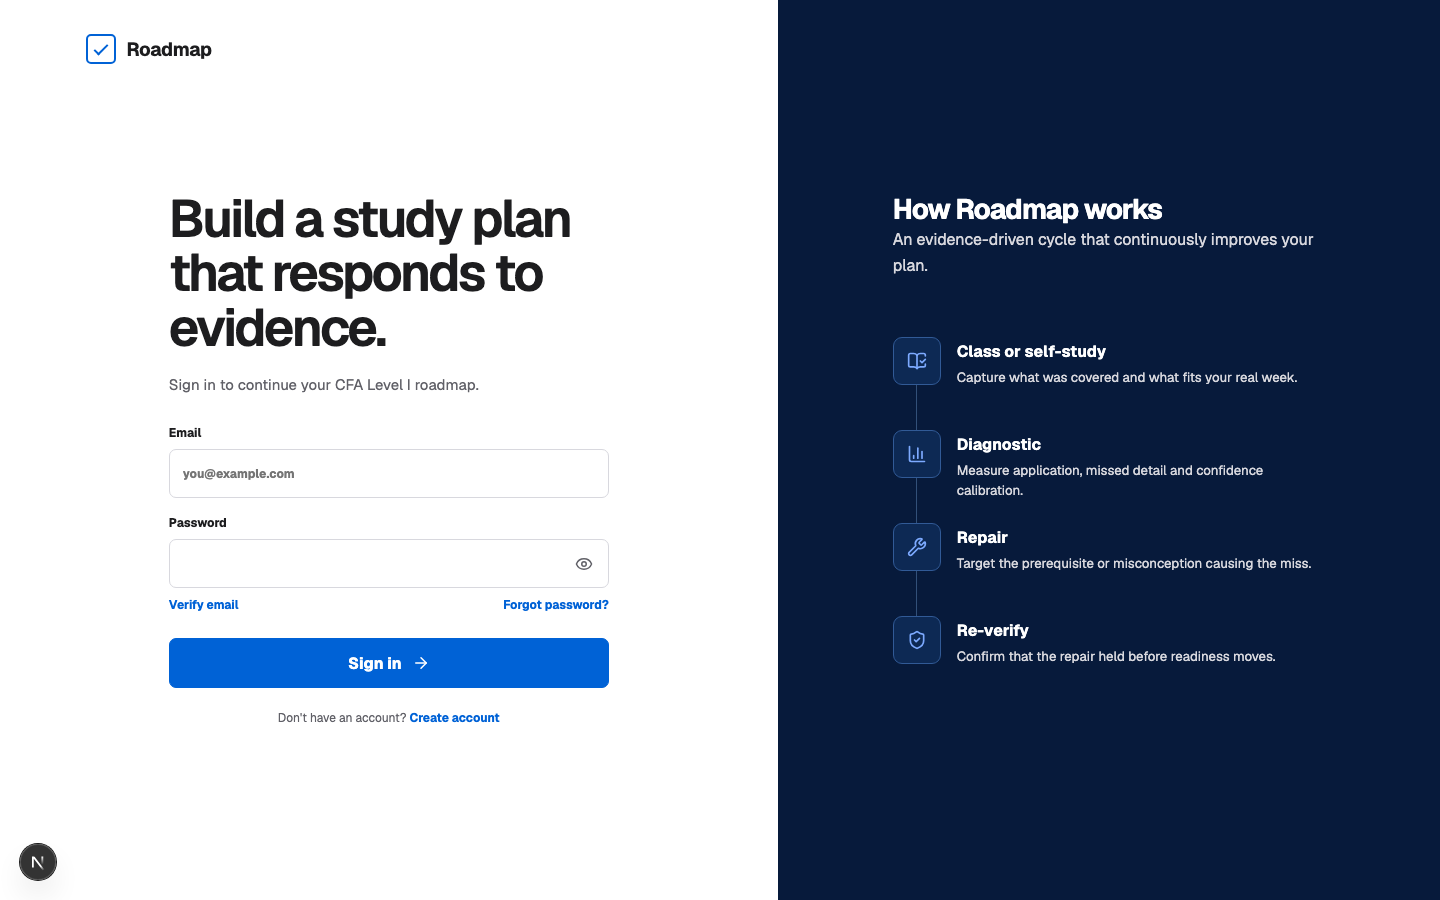 Roadmap
Build a study plan
that responds to
evidence.
Sign in to continue your CFA Level I roadmap.
Email
you@example.com
Password
Verify email
Forgot password?
Sign in
Don't have an account? Create account
N
How Roadmap works
An evidence-driven cycle that continuously improves your
plan.
Class or self-study
Capture what was covered and what fits your real week.
Diagnostic
Measure application, missed detail and confidence
calibration.
Repair
Target the prerequisite or misconception causing the miss.
Re-verify
Confirm that the repair held before readiness moves.